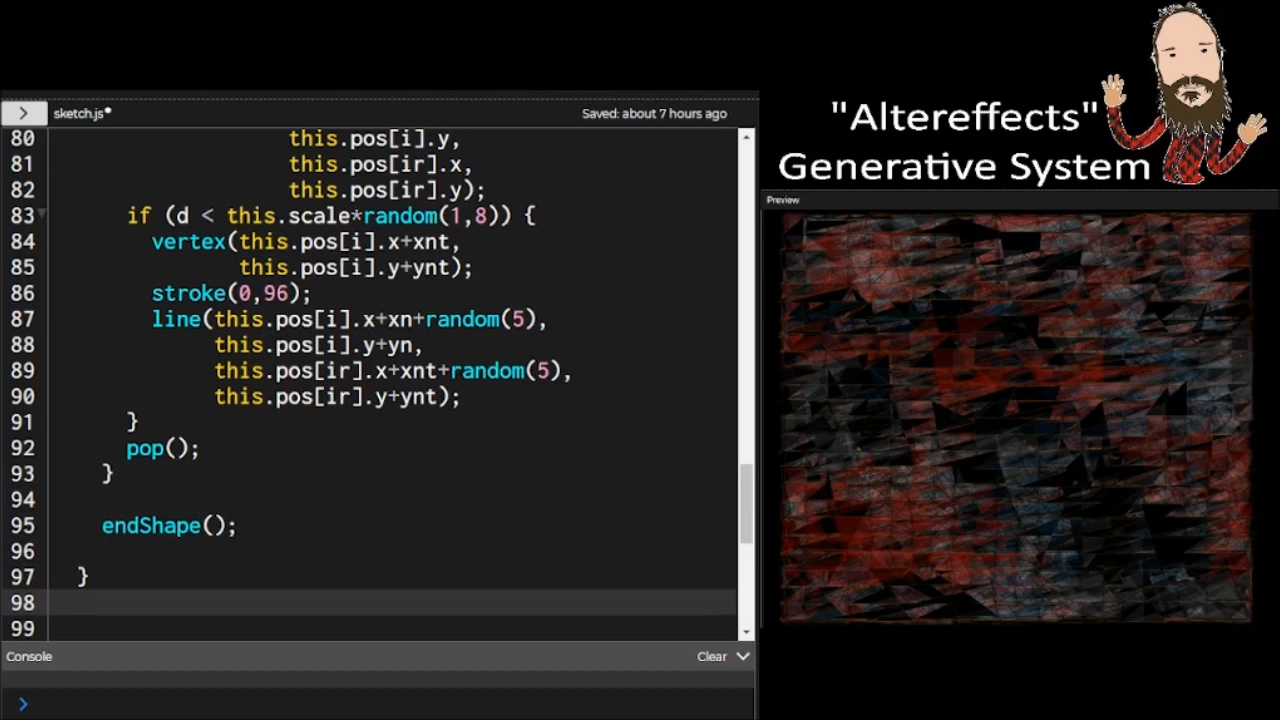 "Altereffects"
Generative System
sketch.js•
Saved: about 7 hours ago
Preview
80 this.pos[i].y,
81 this.pos[ir].x,
82 this.pos[ir].y);
83 if (d < this.scale*random(1,8)) {
84 vertex(this.pos[i].x+xnt,
85 this.pos[i].y+ynt);
86 stroke(0,96);
87 line(this.pos[i].x+xn+random(5),
88 this.pos[i].y+yn,
89 this.pos[ir].x+xnt+random(5),
90 this.pos[ir].y+ynt);
91 }
92 pop();
93 }
94
95 endShape();
96
97 }
98
99
Console
Clear